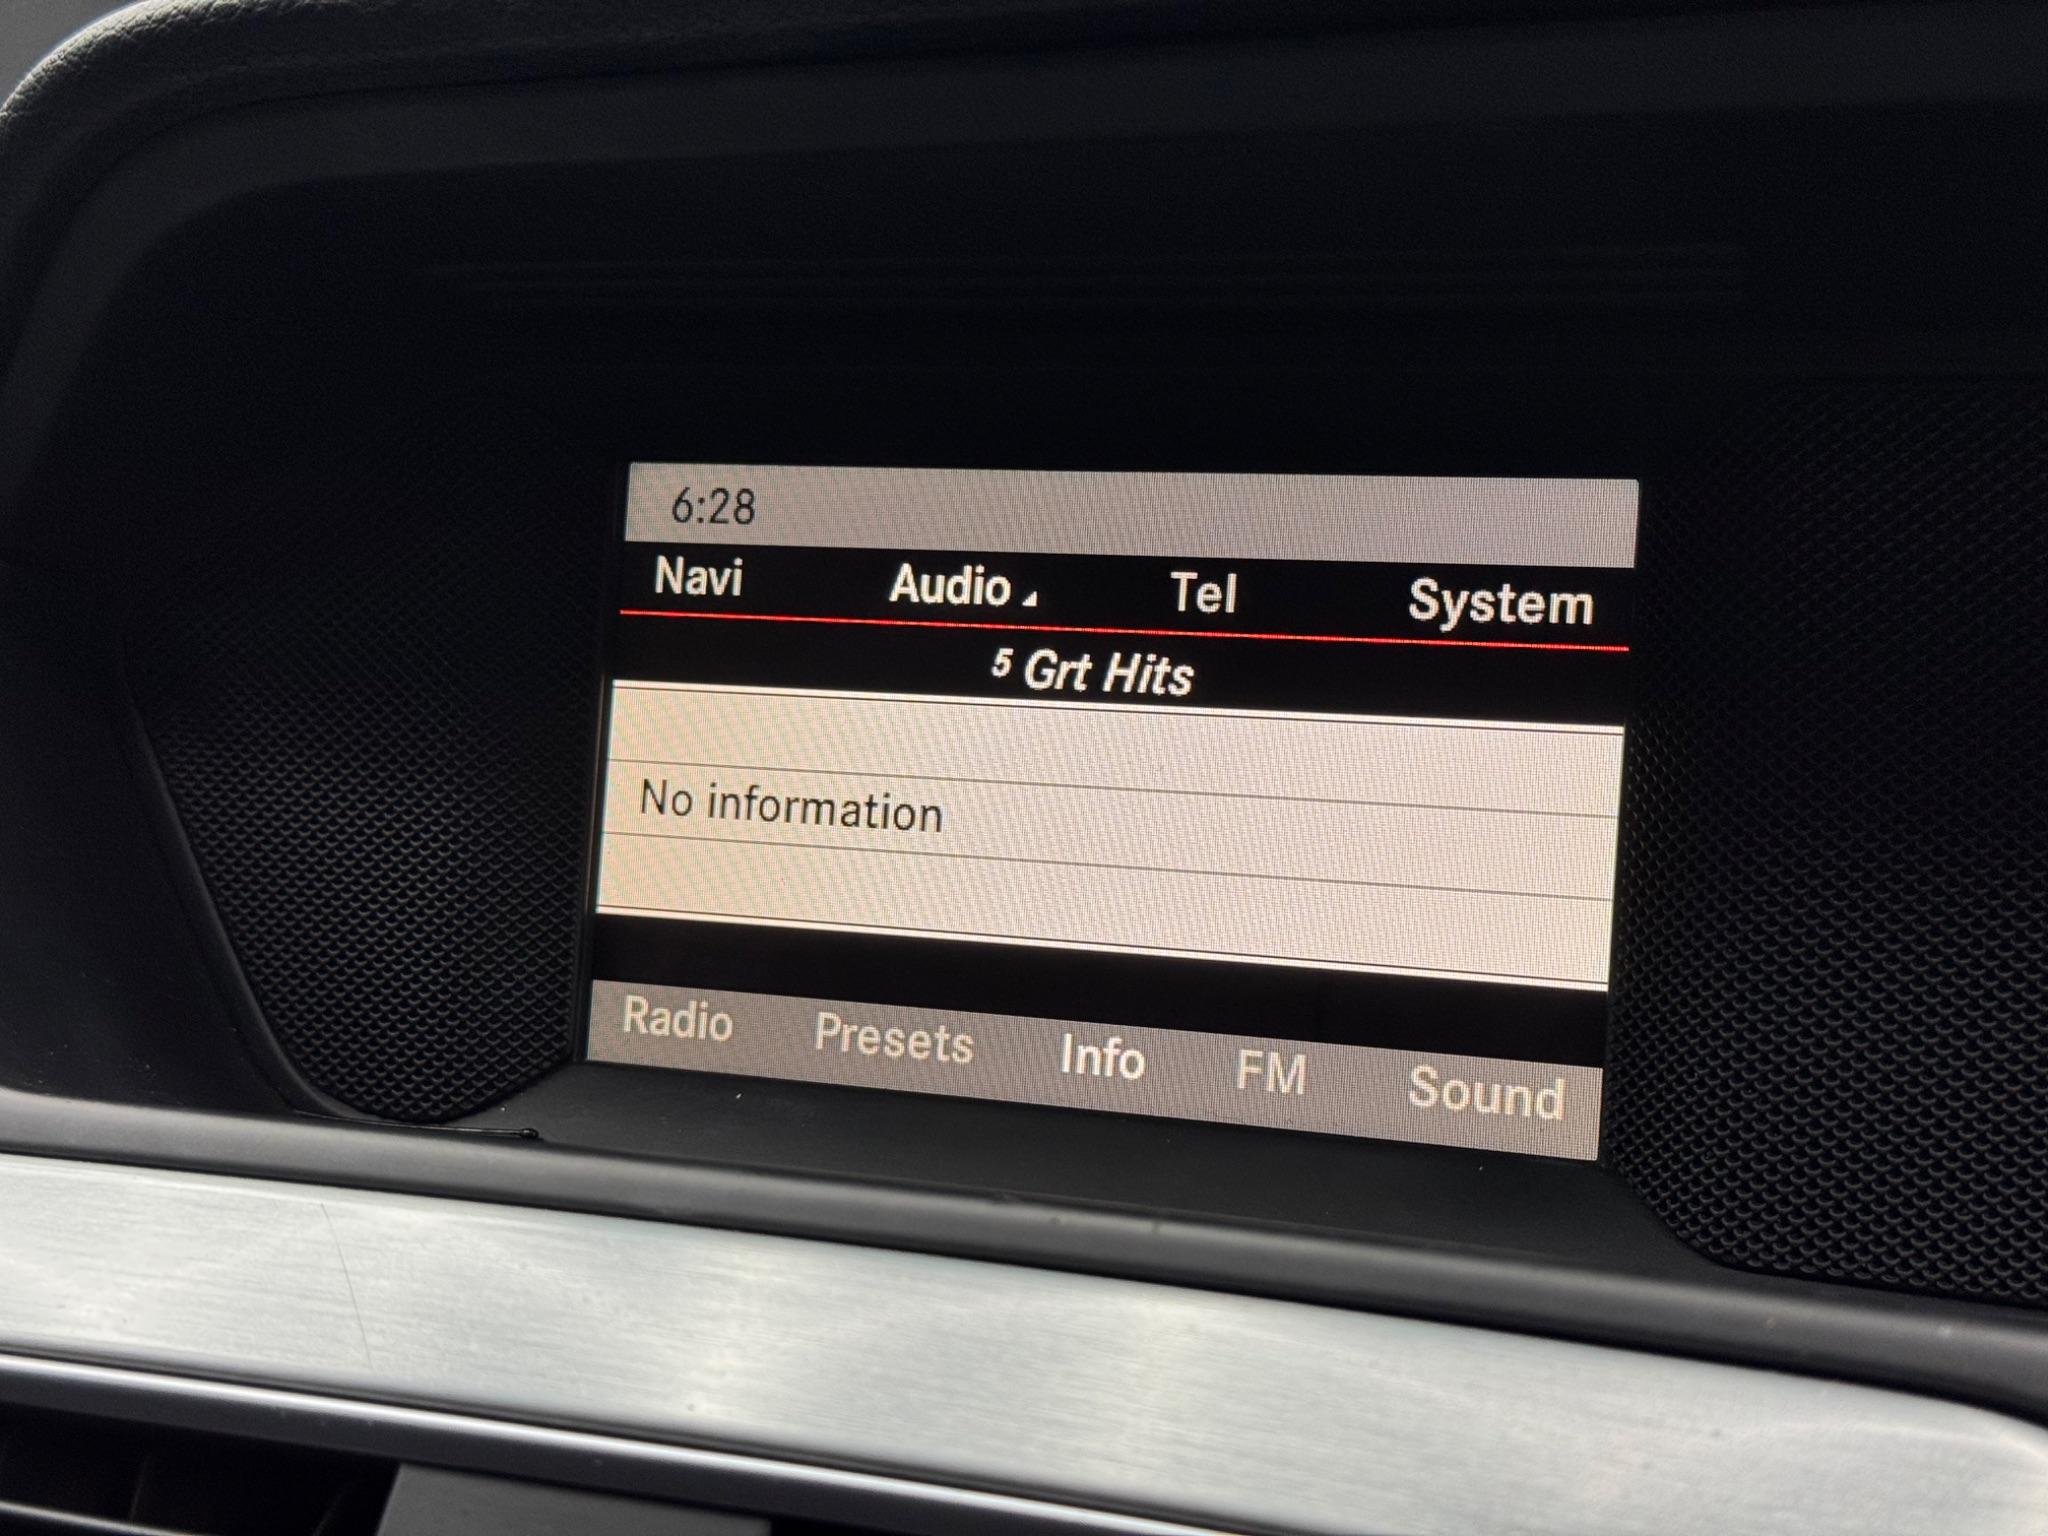 6:28
Navi Audio Tel System
5 Grt Hits
No information
Radio Presets Info FM Sound